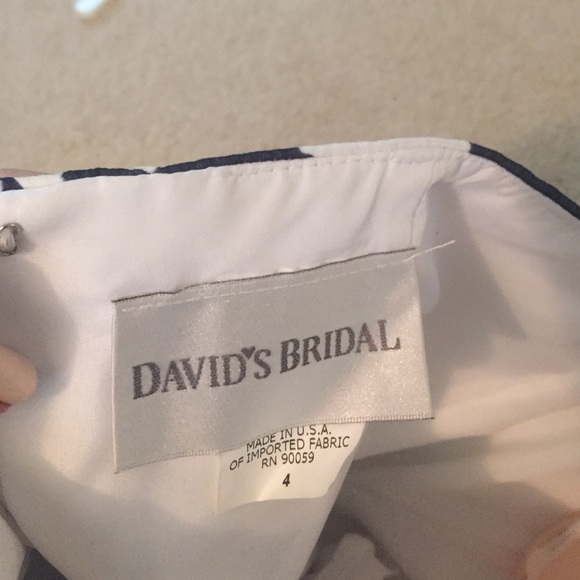 DAVID'S BRIDAL
MADE IN U.S.A.
OF IMPORTED FABRIC
RN 90059
4